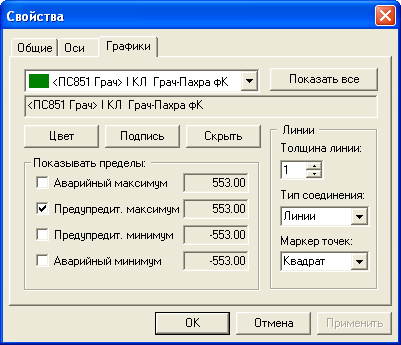 Свойства
Общие Оси Графики
<ПС851 Грач> I КЛ Грач-Пахра фК Показать все
<ПС851 Грач> I КЛ Грач-Пахра фК
Цвет Подпись Скрыть
Линии
Толщина линии:
1
Тип соединения:
Линии
Маркер точек:
Квадрат
Показывать пределы:
Аварийный максимум 553.00
Предупредит. максимум 553.00
Предупредит. минимум -553.00
Аварийный минимум -553.00
OK Отмена Применить